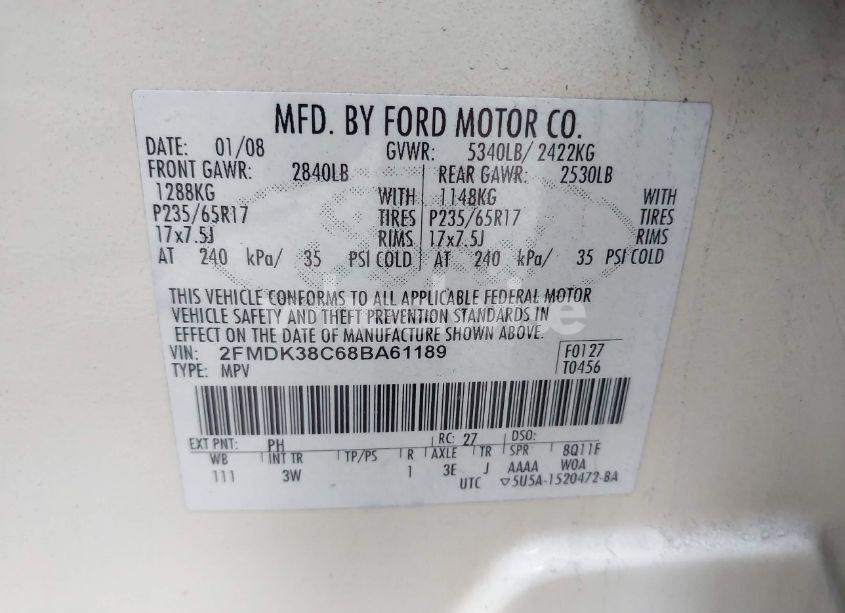 MFD. BY FORD MOTOR CO.
DATE: 01/08 GVWR: 5340LB/ 2422KG
FRONT GAWR: 2840LB REAR GAWR: 2530LB
1288KG WITH 1148KG WITH
P235/65R17 TIRES P235/65R17 TIRES
17x7.5J RIMS 17x7.5J RIMS
AT 240 kPa/ 35 PSI COLD AT 240 kPa/ 35 PSI COLD
THIS VEHICLE CONFORMS TO ALL APPLICABLE FEDERAL MOTOR
VEHICLE SAFETY AND THEFT PREVENTION STANDARDS IN
EFFECT ON THE DATE OF MANUFACTURE SHOWN ABOVE.
VIN: 2FMDK38C68BA61189 F0127
TYPE: MPV T0456
EXT PNT: PH RC: 27 DSO:
WB INT TR TP/PS R AXLE TR SPR 8Q11F
111 3W 1 3E J AAAA W0A
UTC ▽5U5A-1520472-BA